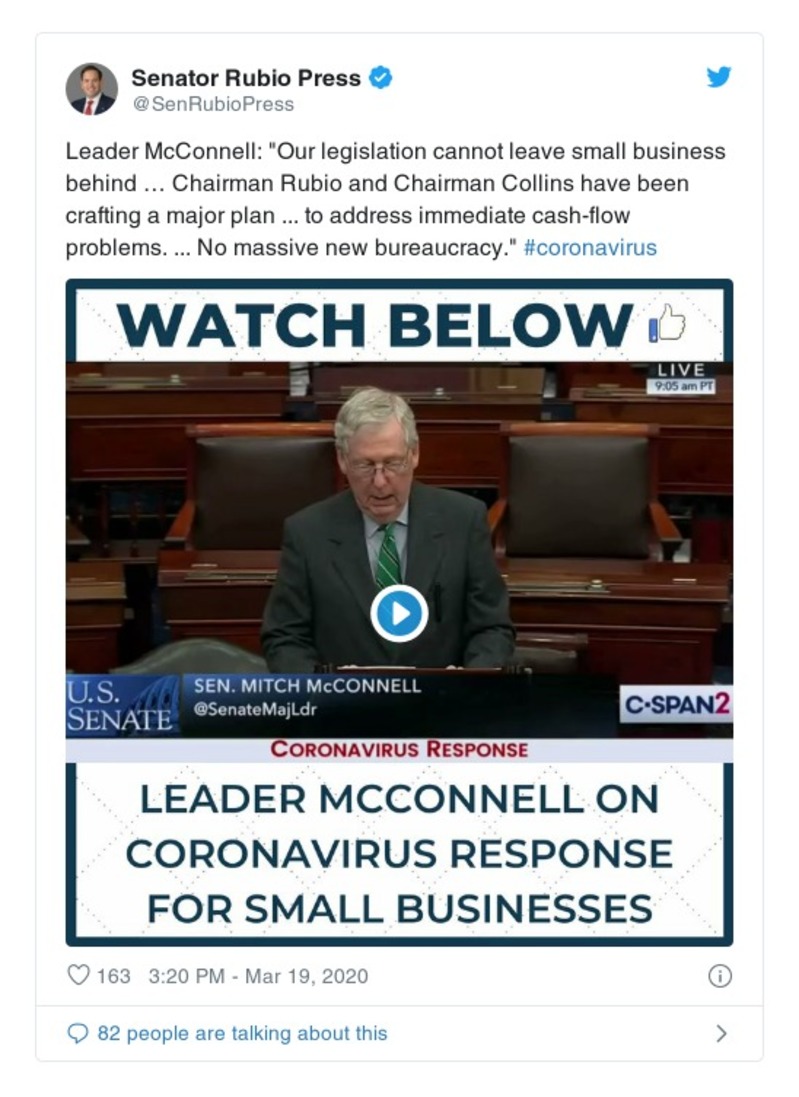 Senator Rubio Press
@SenRubioPress
Leader McConnell: "Our legislation cannot leave small business
behind … Chairman Rubio and Chairman Collins have been
crafting a major plan ... to address immediate cash-flow
problems. ... No massive new bureaucracy." #coronavirus
WATCH BELOW
LIVE
9:05 am PT
U.S.
SENATE
SEN. MITCH McCONNELL
@SenateMajLdr
C-SPAN2
CORONAVIRUS RESPONSE
LEADER MCCONNELL ON
CORONAVIRUS RESPONSE
FOR SMALL BUSINESSES
163 3:20 PM - Mar 19, 2020
82 people are talking about this